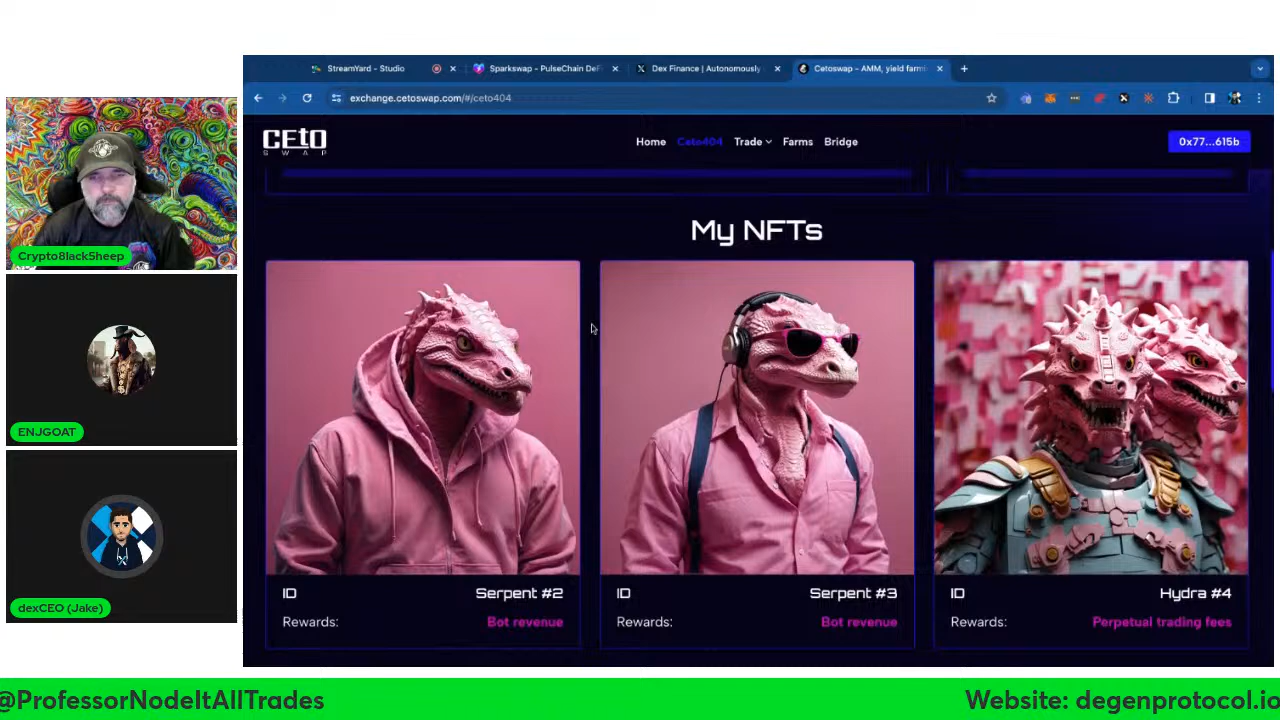 StreamYard - Studio
Sparkswap - PulseChain DeFi
Dex Finance | Autonomously
Cetoswap - AMM, yield farmi
exchange.cetoswap.com/#/ceto404
CEtO
SWAP
Home
Ceto404
Trade
Farms
Bridge
0x77...615b
My NFTs
ID
Serpent #2
Rewards:
Bot revenue
ID
Serpent #3
Rewards:
Bot revenue
ID
Hydra #4
Rewards:
Perpetual trading fees
Crypto8lack5heep
ENJGOAT
dexCEO (Jake)
@ProfessorNodeItAllTrades
Website: degenprotocol.io